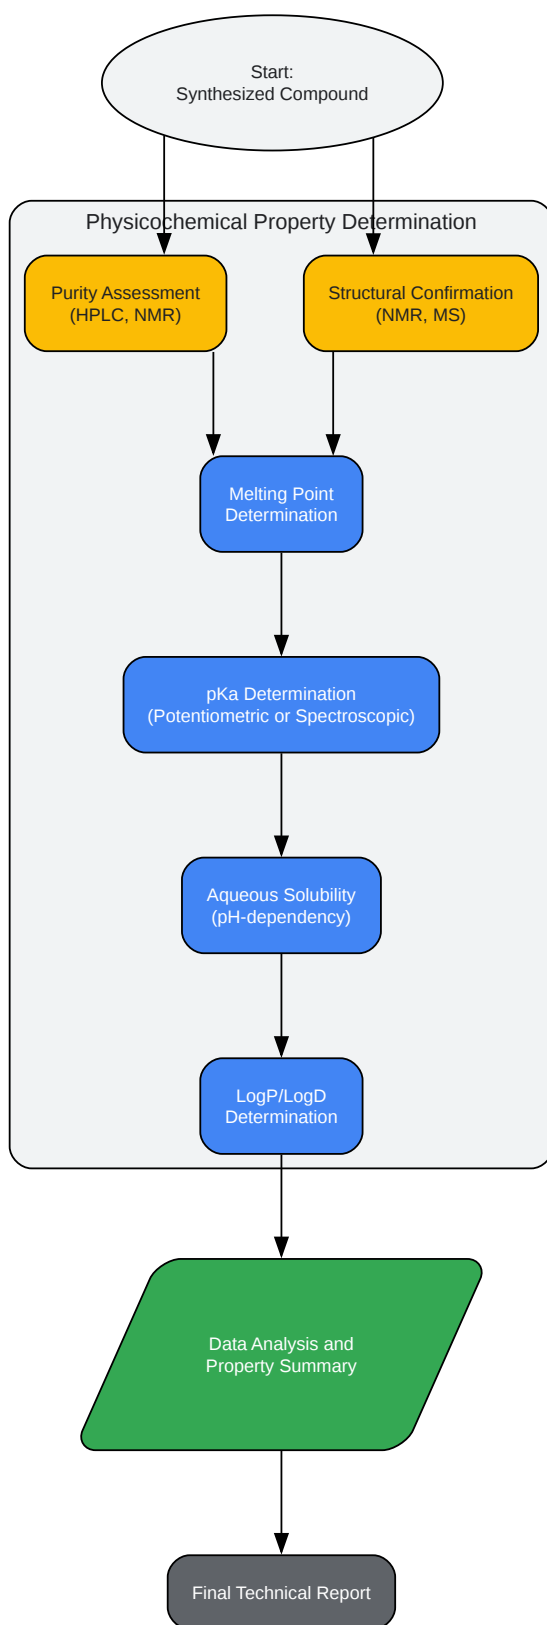 Start:
Synthesized Compound
Physicochemical Property Determination
Purity Assessment
(HPLC, NMR)
Structural Confirmation
(NMR, MS)
Melting Point
Determination
pKa Determination
(Potentiometric or Spectroscopic)
Aqueous Solubility
(pH-dependency)
LogP/LogD
Determination
Data Analysis and
Property Summary
Final Technical Report